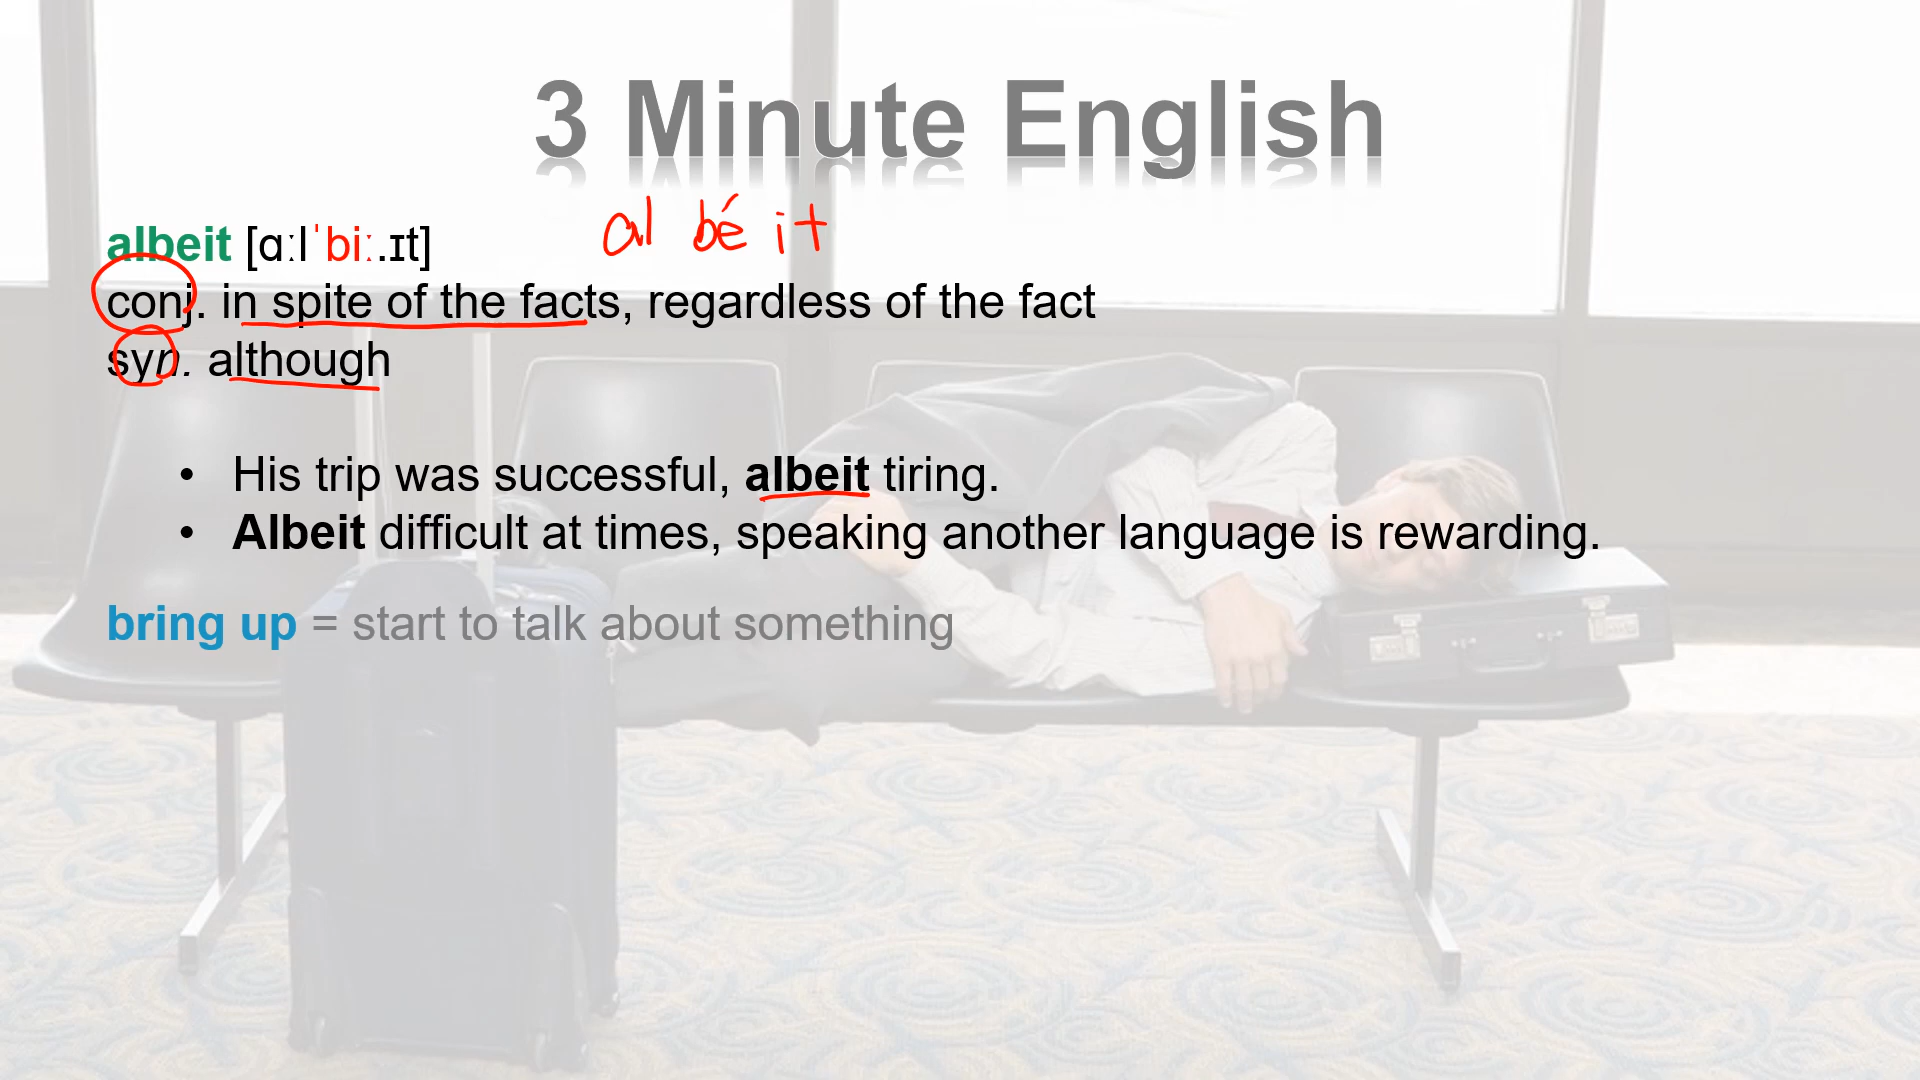 3 Minute English
al bé it
albeit [ɑːlˈbiː.ɪt]
conj. in spite of the facts, regardless of the fact
syn. although
• His trip was successful, albeit tiring.
• Albeit difficult at times, speaking another language is rewarding.
bring up = start to talk about something